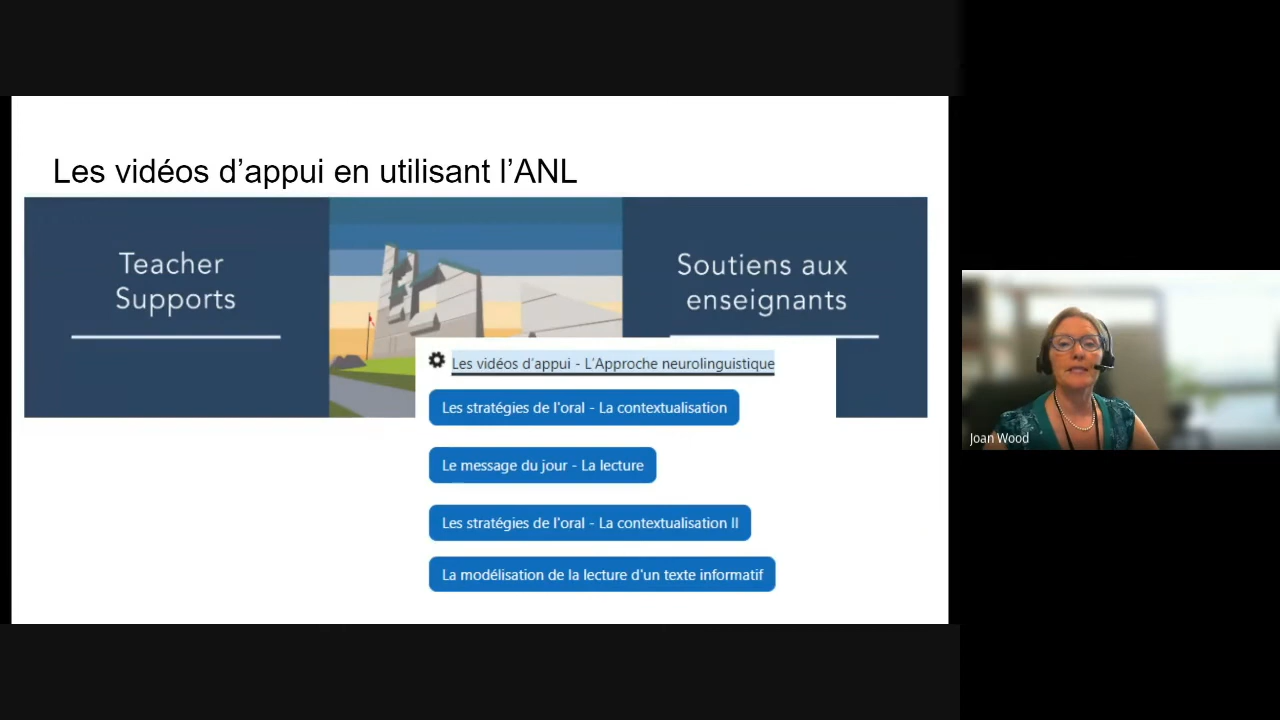 Les vidéos d’appui en utilisant l’ANL
Teacher
Supports
Soutiens aux
enseignants
Les vidéos d'appui - L'Approche neurolinguistique
Les stratégies de l'oral - La contextualisation
Le message du jour - La lecture
Les stratégies de l'oral - La contextualisation II
La modélisation de la lecture d'un texte informatif
Joan Wood